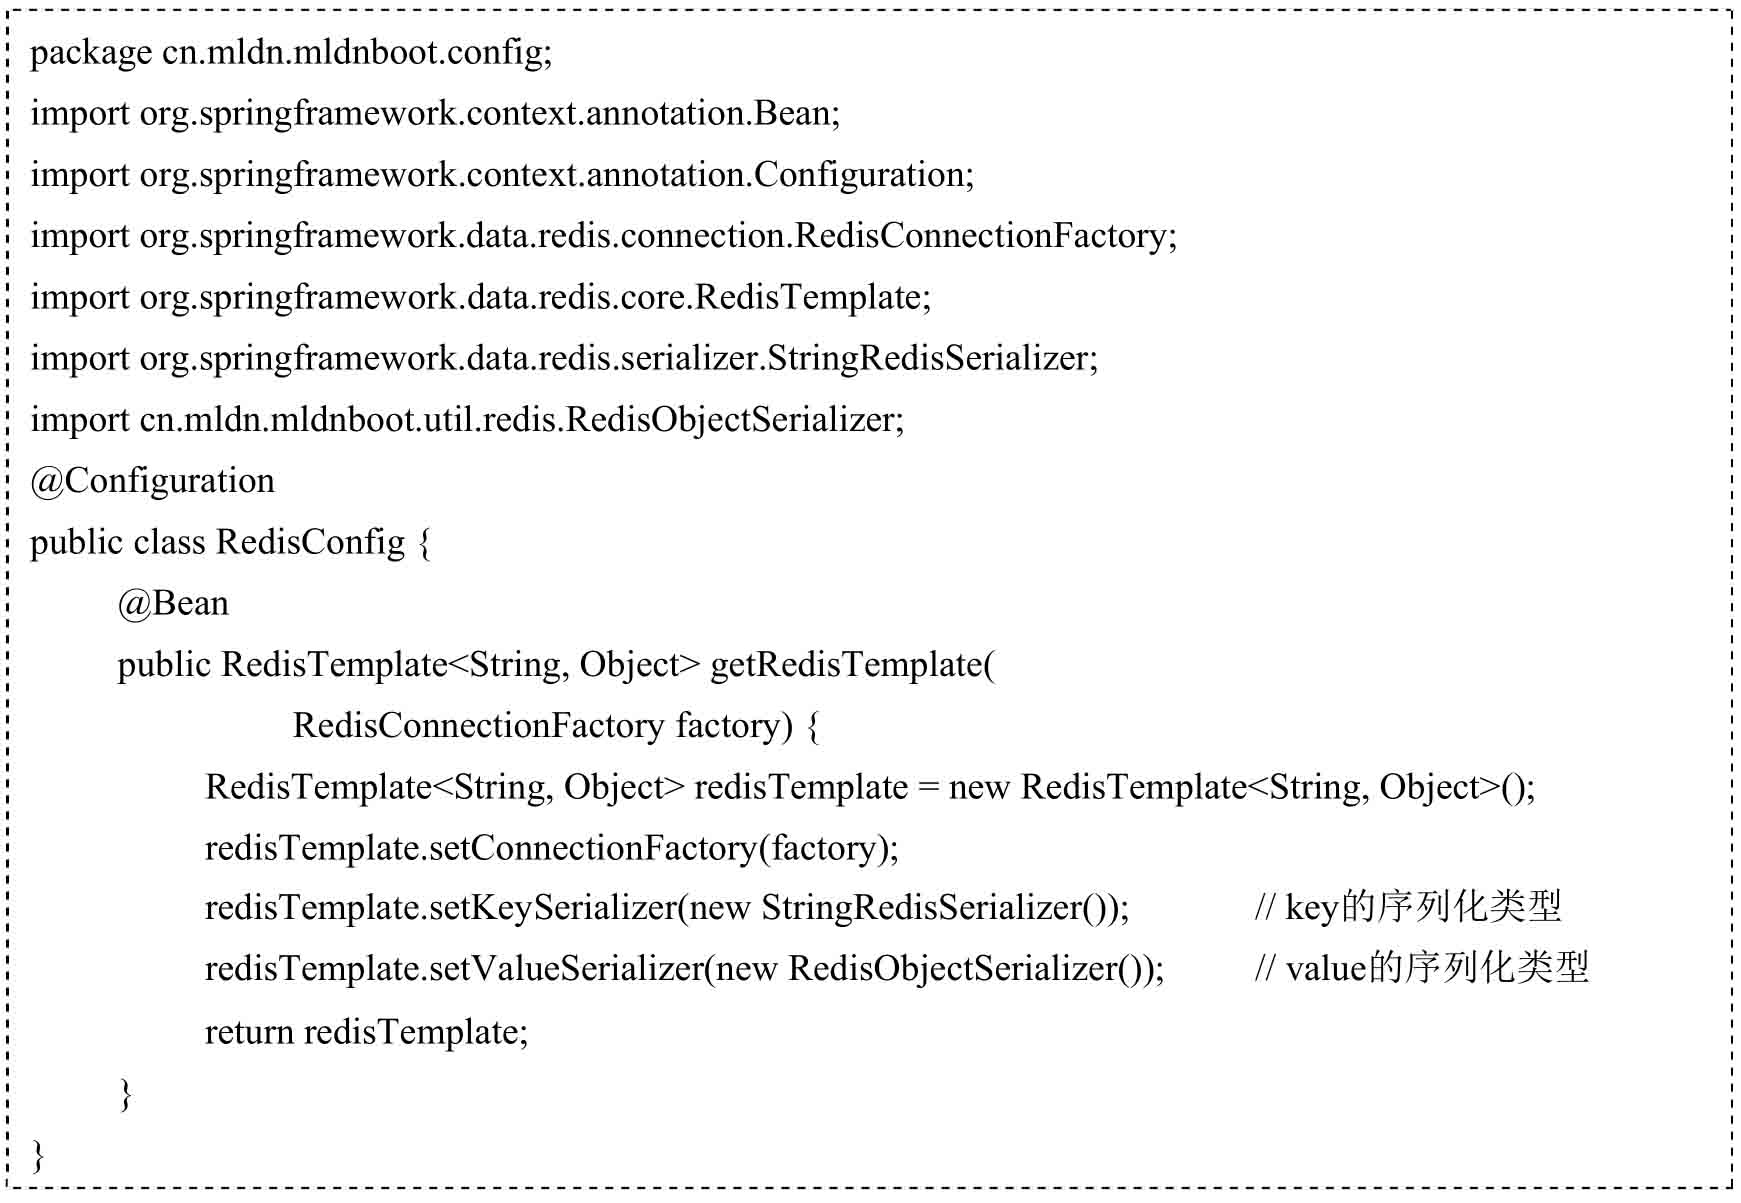 package cn.mldn.mldnboot.config;
import org.springframework.context.annotation.Bean;
import org.springframework.context.annotation.Configuration;
import org.springframework.data.redis.connection.RedisConnectionFactory;
import org.springframework.data.redis.core.RedisTemplate;
import org.springframework.data.redis.serializer.StringRedisSerializer;
import cn.mldn.mldnboot.util.redis.RedisObjectSerializer;
@Configuration
public class RedisConfig {
@Bean
public RedisTemplate<String, Object> getRedisTemplate(
RedisConnectionFactory factory) {
RedisTemplate<String, Object> redisTemplate = new RedisTemplate<String, Object>();
redisTemplate.setConnectionFactory(factory);
redisTemplate.setKeySerializer(new StringRedisSerializer()); // key的序列化类型
redisTemplate.setValueSerializer(new RedisObjectSerializer()); // value的序列化类型
return redisTemplate;
}
}